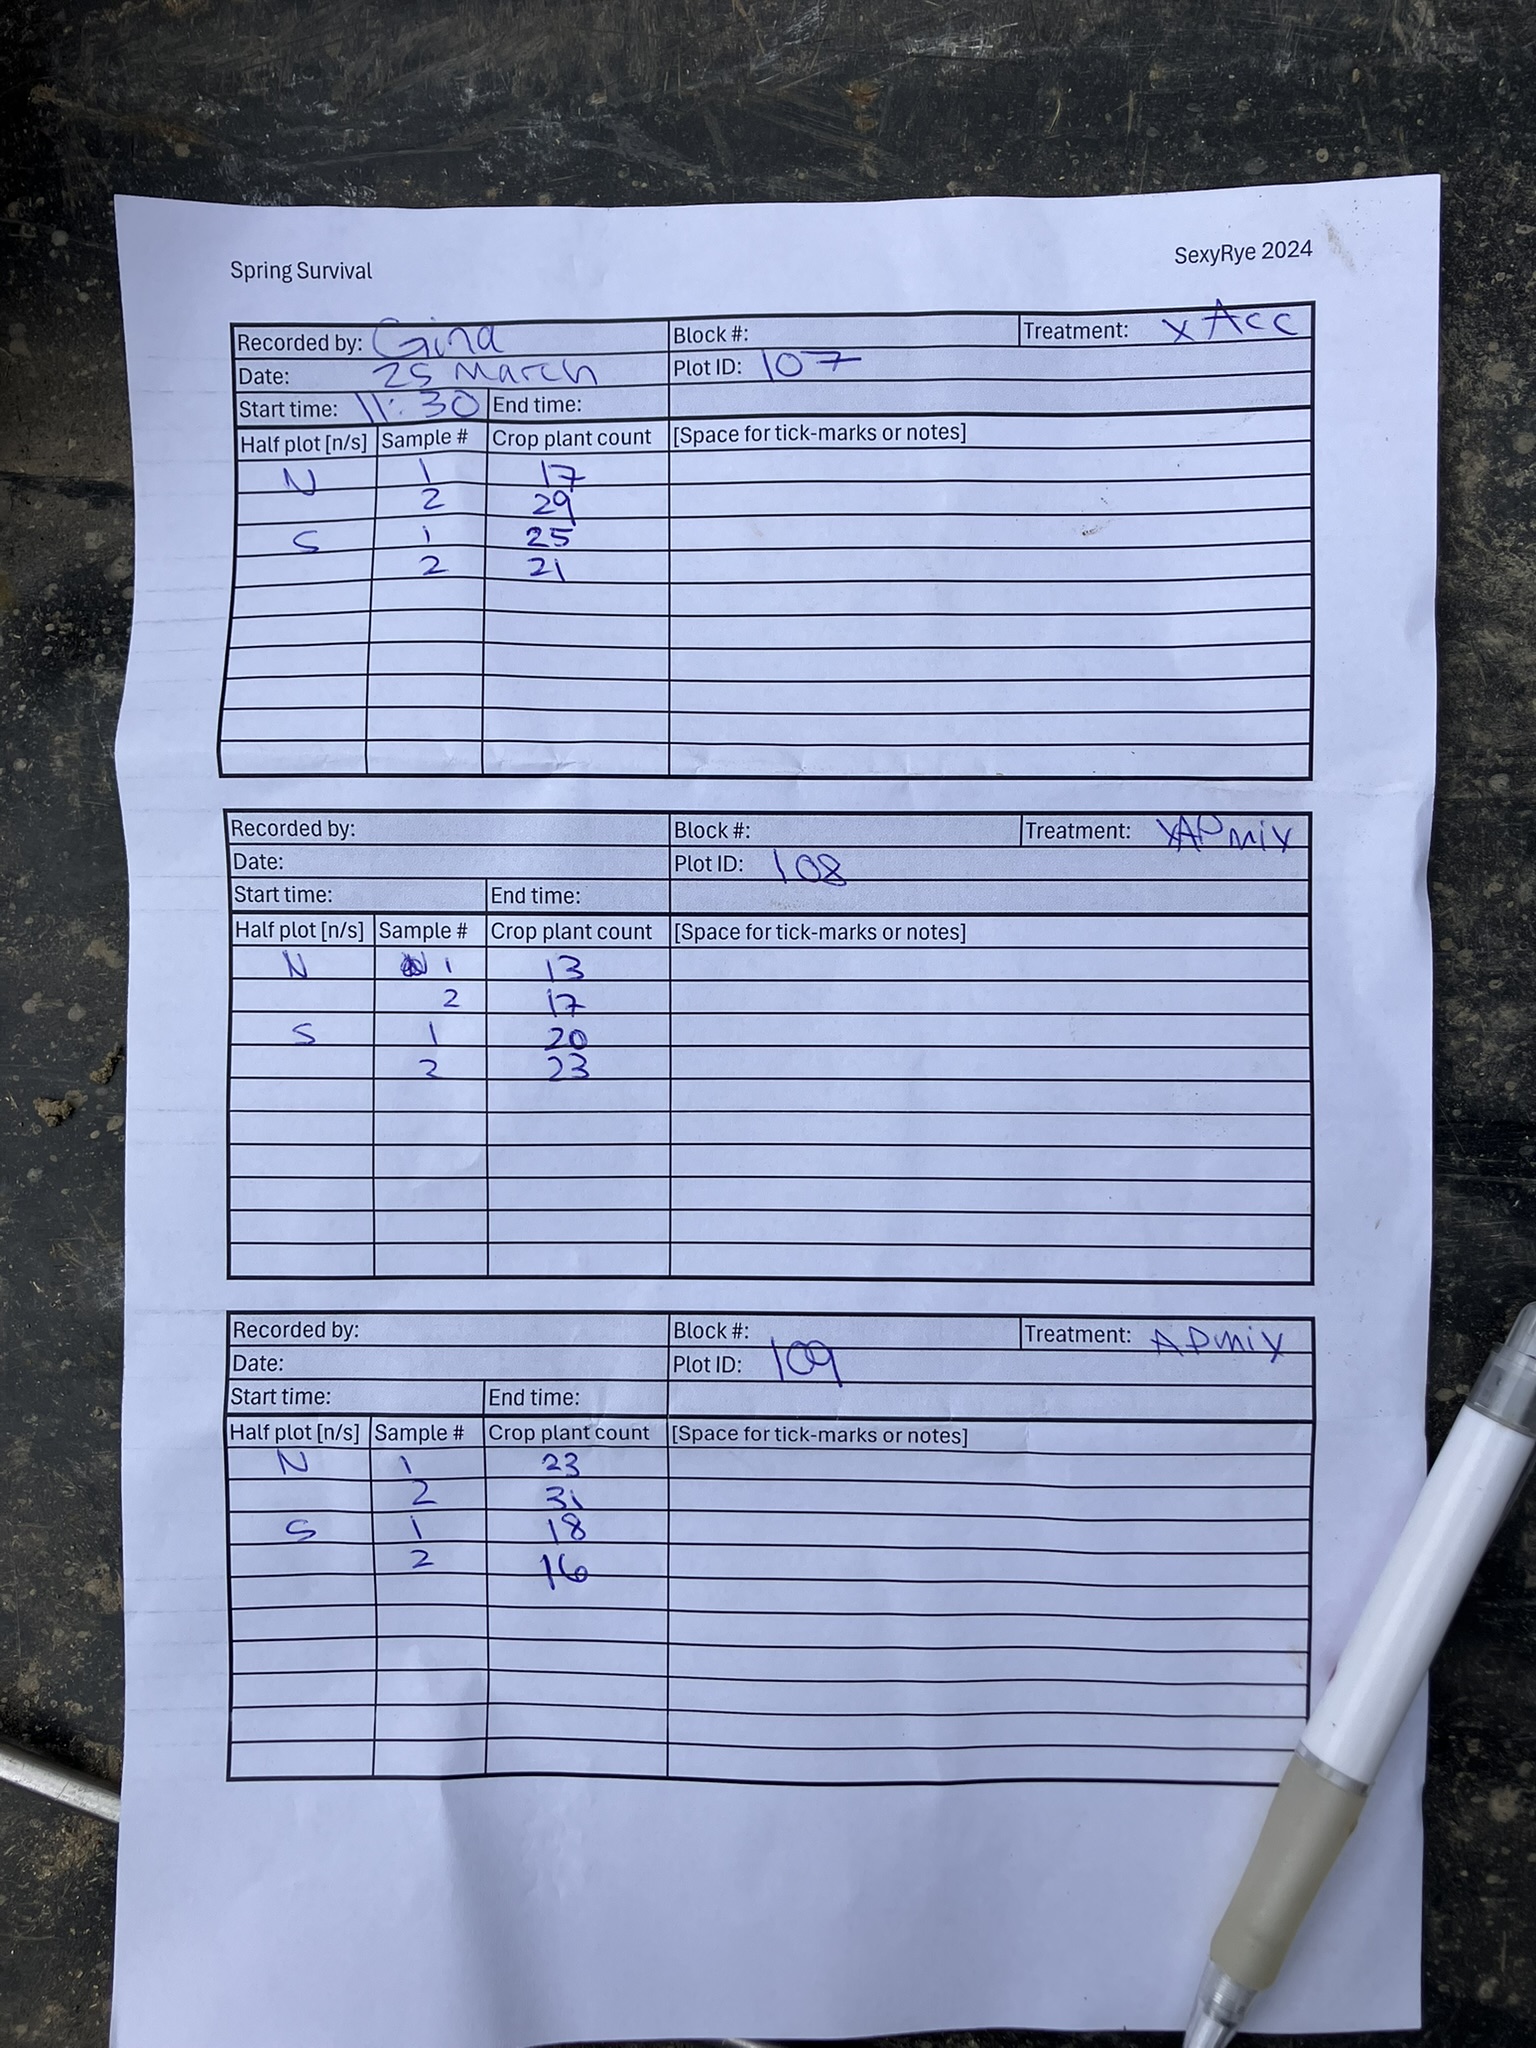 Spring Survival SexyRye 2024
Recorded by: Gina Block #: Treatment: xAcc
Date: 25 March Plot ID: 107
Start time: 11:30 End time:
Half plot [n/s] Sample # Crop plant count [Space for tick-marks or notes]
N 1 17
2 29
S 1 25
2 21
Recorded by: Block #: Treatment: XAPmix
Date: Plot ID: 108
Start time: End time:
Half plot [n/s] Sample # Crop plant count [Space for tick-marks or notes]
N 1 13
2 17
S 1 20
2 23
Recorded by: Block #: Treatment: APmix
Date: Plot ID: 109
Start time: End time:
Half plot [n/s] Sample # Crop plant count [Space for tick-marks or notes]
N 1 23
2 31
S 1 18
2 16